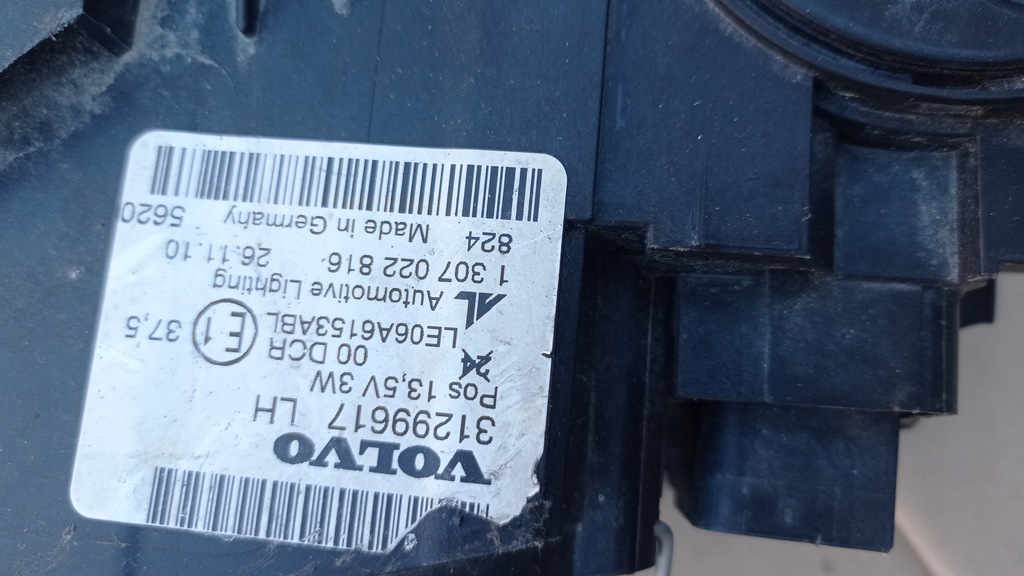 VOLVO
31299617 LH
Pos 13,5V 3W
24 00 DCR E1 37,5
LE06A6153ABL
AL Automotive Lighting
1 307 022 816 26.11.10
824 Made in Germany 5620